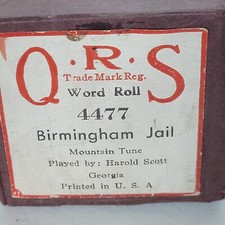 Q·R·S
Trade Mark Reg.
Word Roll
4477
Birmingham Jail
Mountain Tune
Played by: Harold Scott
Georgia
Printed in U. S. A